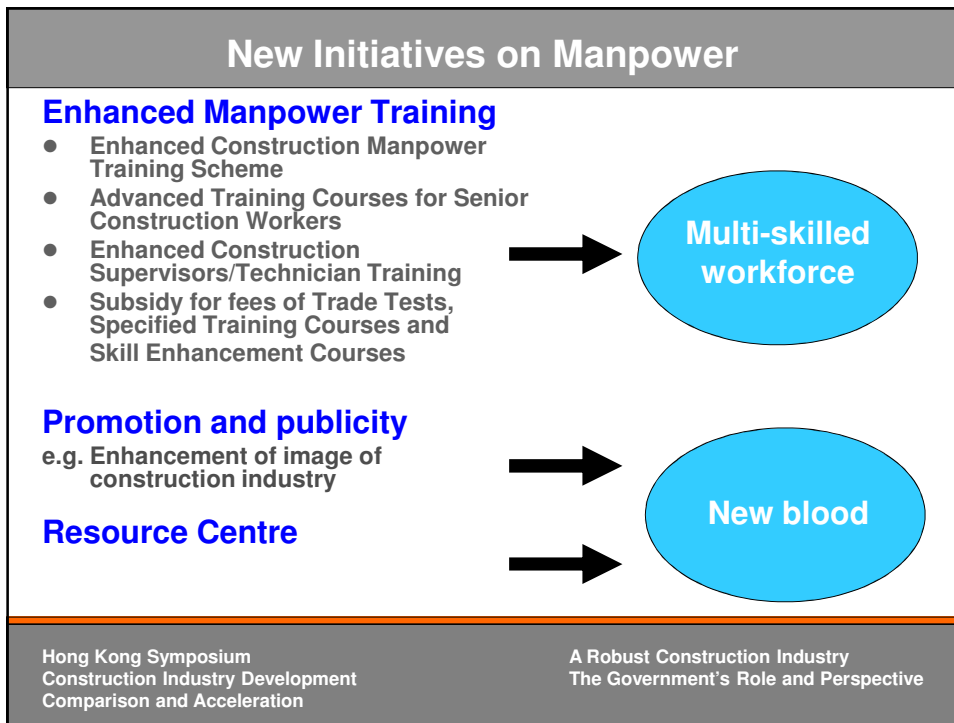 New Initiatives on Manpower
Enhanced Manpower Training
● Enhanced Construction Manpower
Training Scheme
● Advanced Training Courses for Senior
Construction Workers
● Enhanced Construction
Supervisors/Technician Training
● Subsidy for fees of Trade Tests,
Specified Training Courses and
Skill Enhancement Courses
Multi-skilled
workforce
Promotion and publicity
e.g. Enhancement of image of
construction industry
Resource Centre
New blood
Hong Kong Symposium
Construction Industry Development
Comparison and Acceleration
A Robust Construction Industry
The Government's Role and Perspective